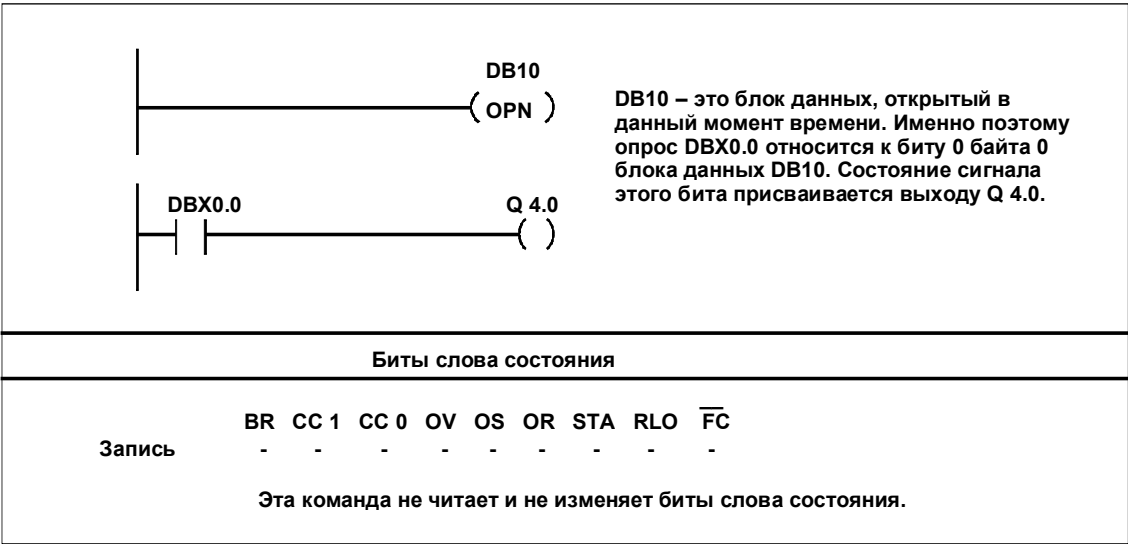 DB10
( OPN )
DB10 – это блок данных, открытый в
данный момент времени. Именно поэтому
опрос DBX0.0 относится к биту 0 байта 0
блока данных DB10. Состояние сигнала
этого бита присваивается выходу Q 4.0.
DBX0.0 Q 4.0
( )
Биты слова состояния
BR CC 1 CC 0 OV OS OR STA RLO F̅C̅
Запись - - - - - - - - -
Эта команда не читает и не изменяет биты слова состояния.